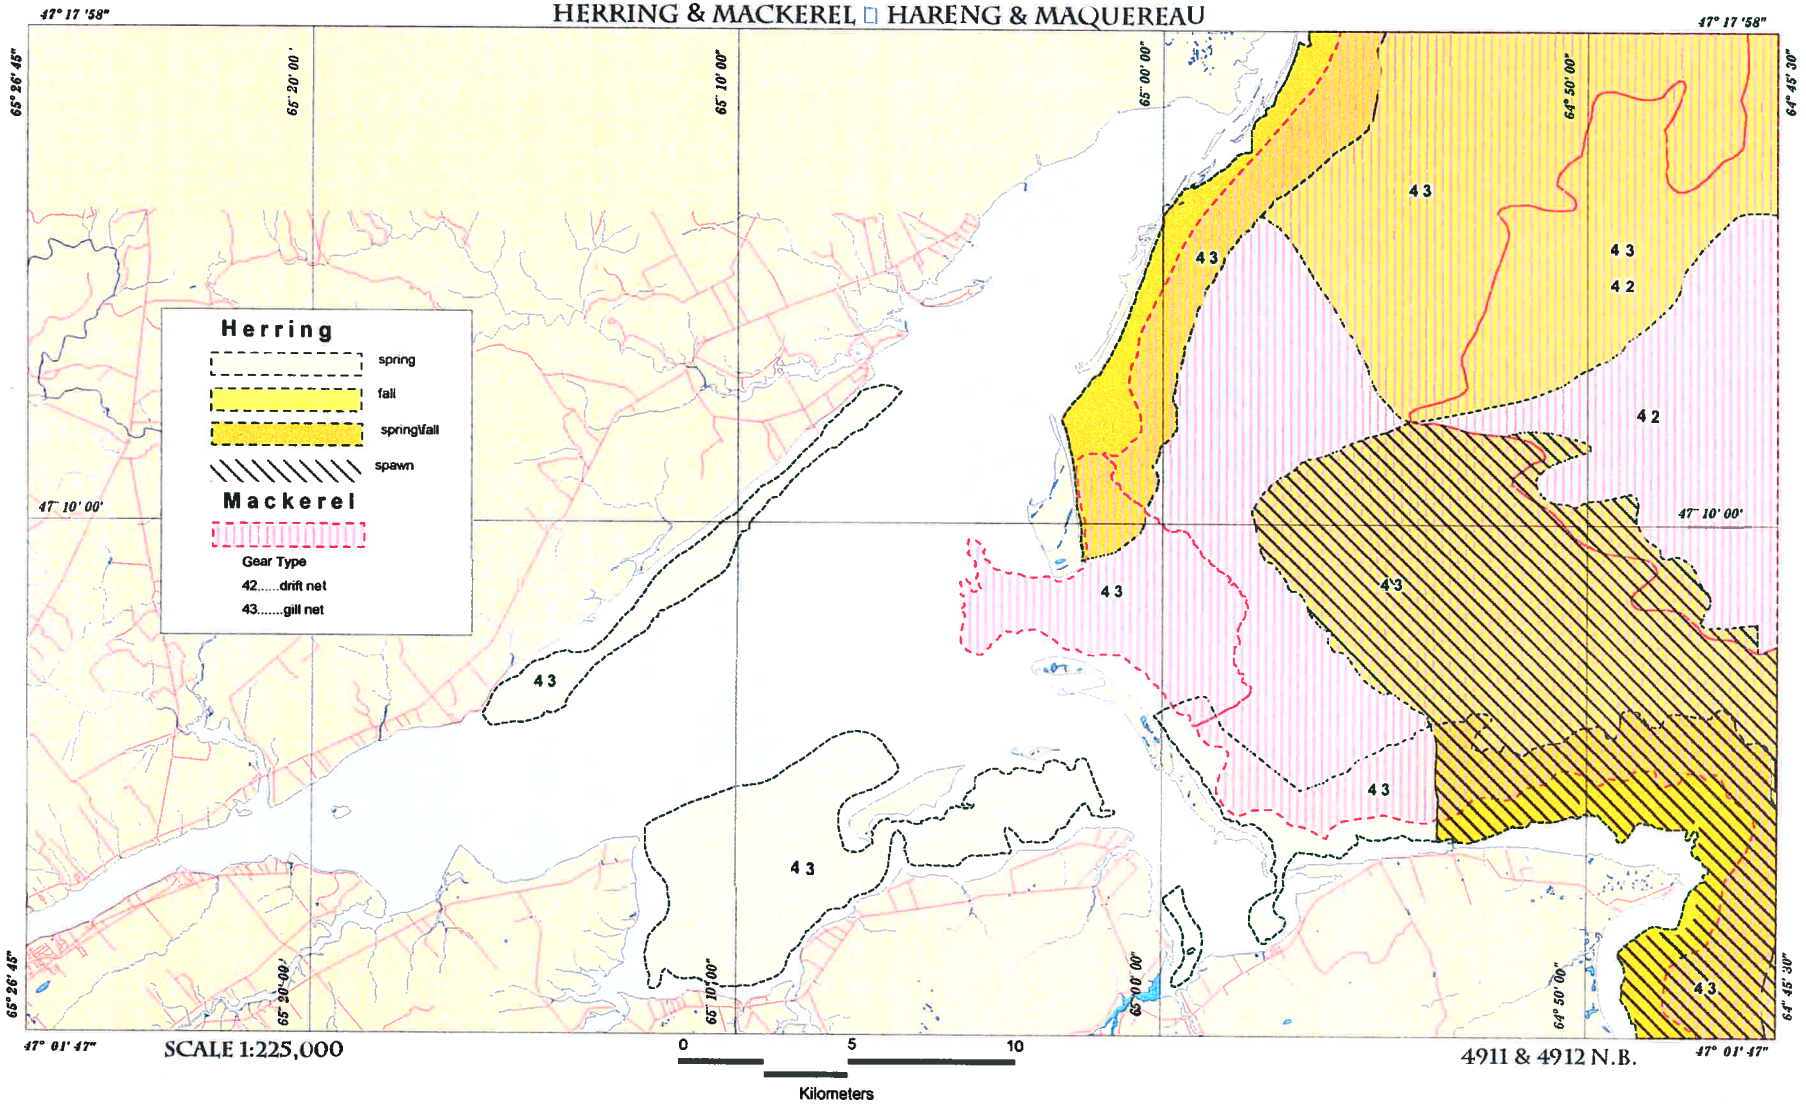 HERRING & MACKEREL □ HARENG & MAQUEREAU
47° 17 '58"
47° 17 '58"
65° 26' 45"
65° 20' 00'
65° 10' 00"
65° 00' 00"
64° 50' 00"
64° 45' 30"
43
43
43
42
42
Herring
spring
fall
spring\fall
spawn
Mackerel
Gear Type
42......drift net
43.......gill net
47° 10' 00'
47° 10' 00'
43
43
43
43
43
43
65° 26' 45"
65° 20' 00'
65° 10' 00"
65° 00' 00"
64° 50' 00"
64° 45' 30"
47° 01' 47"
SCALE 1:225,000
0 5 10
Kilometers
4911 & 4912 N.B.
47° 01' 47"